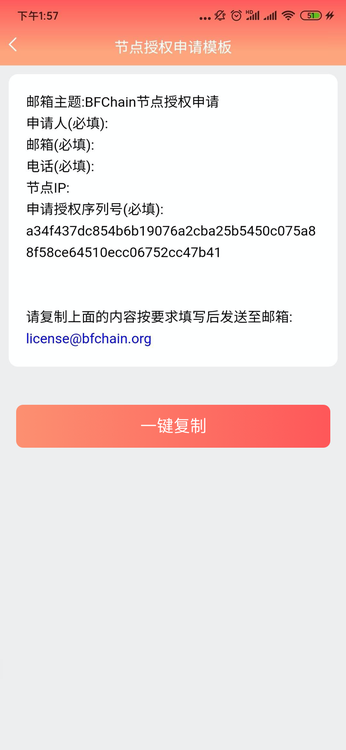 下午1:57
HD
51
节点授权申请模板
邮箱主题:BFChain节点授权申请
申请人(必填):
邮箱(必填):
电话(必填):
节点IP:
申请授权序列号(必填):
a34f437dc854b6b19076a2cba25b5450c075a8
8f58ce64510ecc06752cc47b41
请复制上面的内容按要求填写后发送至邮箱:
license@bfchain.org
一键复制